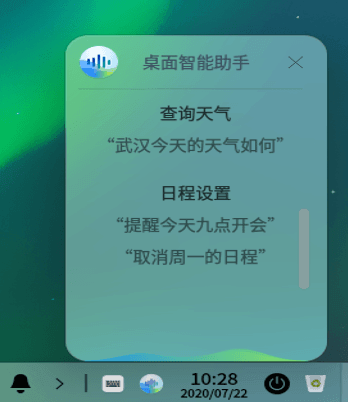 桌面智能助手
查询天气
“武汉今天的天气如何”
日程设置
“提醒今天九点开会”
“取消周一的日程”
10:28
2020/07/22